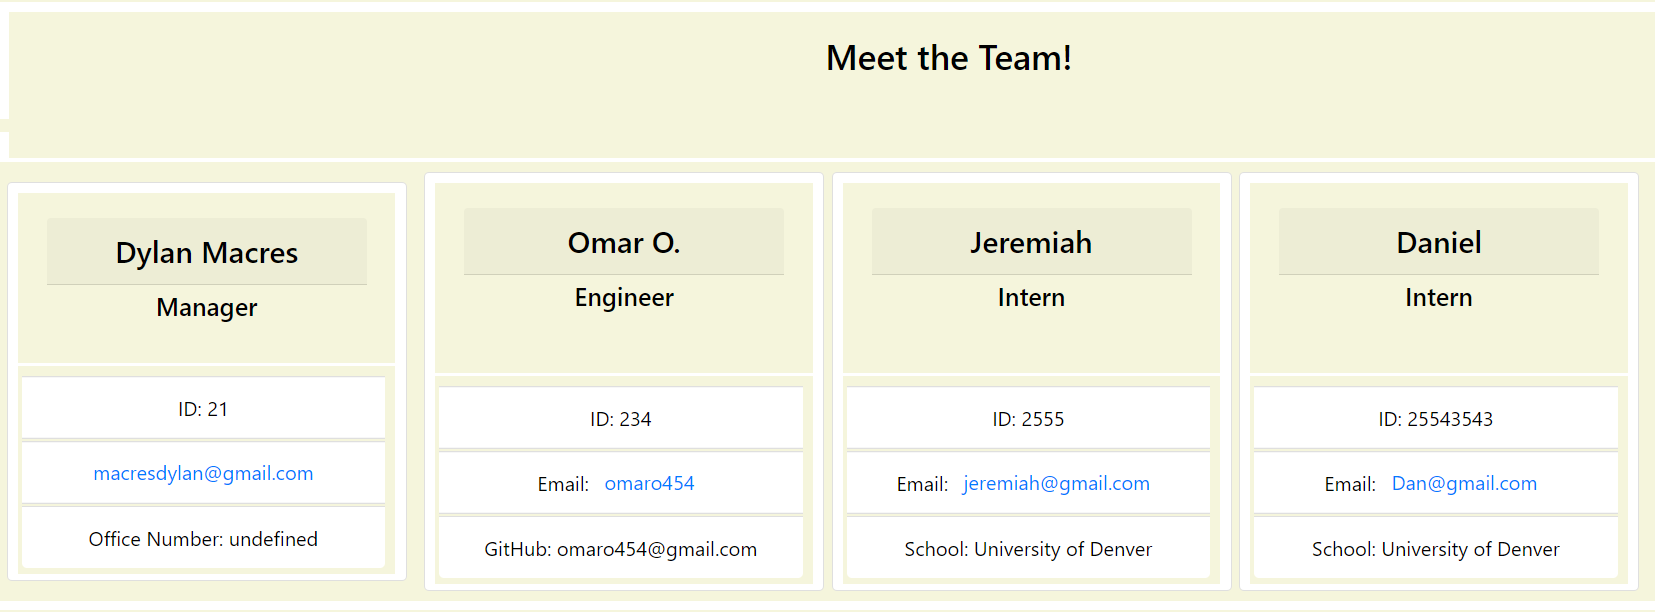 Meet the Team!
Dylan Macres
Manager
ID: 21
macresdylan@gmail.com
Office Number: undefined
Omar O.
Engineer
ID: 234
Email: omaro454
GitHub: omaro454@gmail.com
Jeremiah
Intern
ID: 2555
Email: jeremiah@gmail.com
School: University of Denver
Daniel
Intern
ID: 25543543
Email: Dan@gmail.com
School: University of Denver